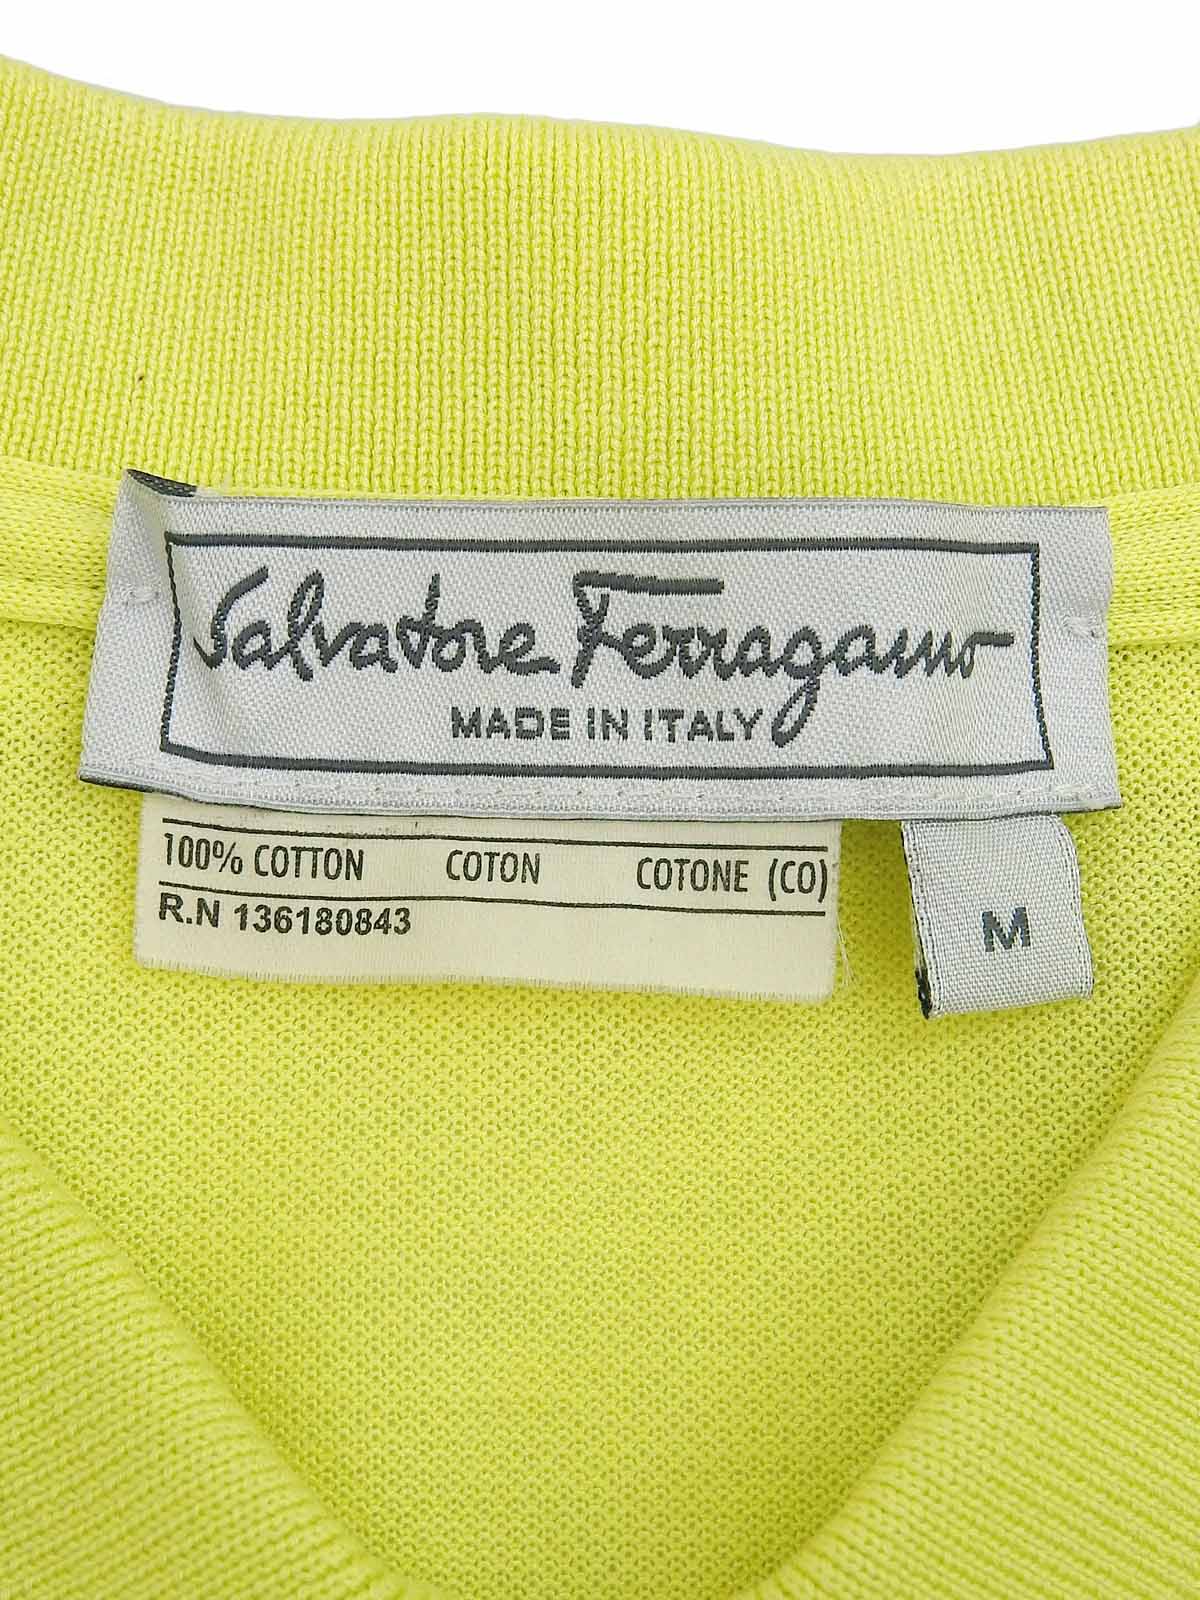 Salvatore Ferragamo
MADE IN ITALY
100% COTTON COTON COTONE (CO)
R.N 136180843
M